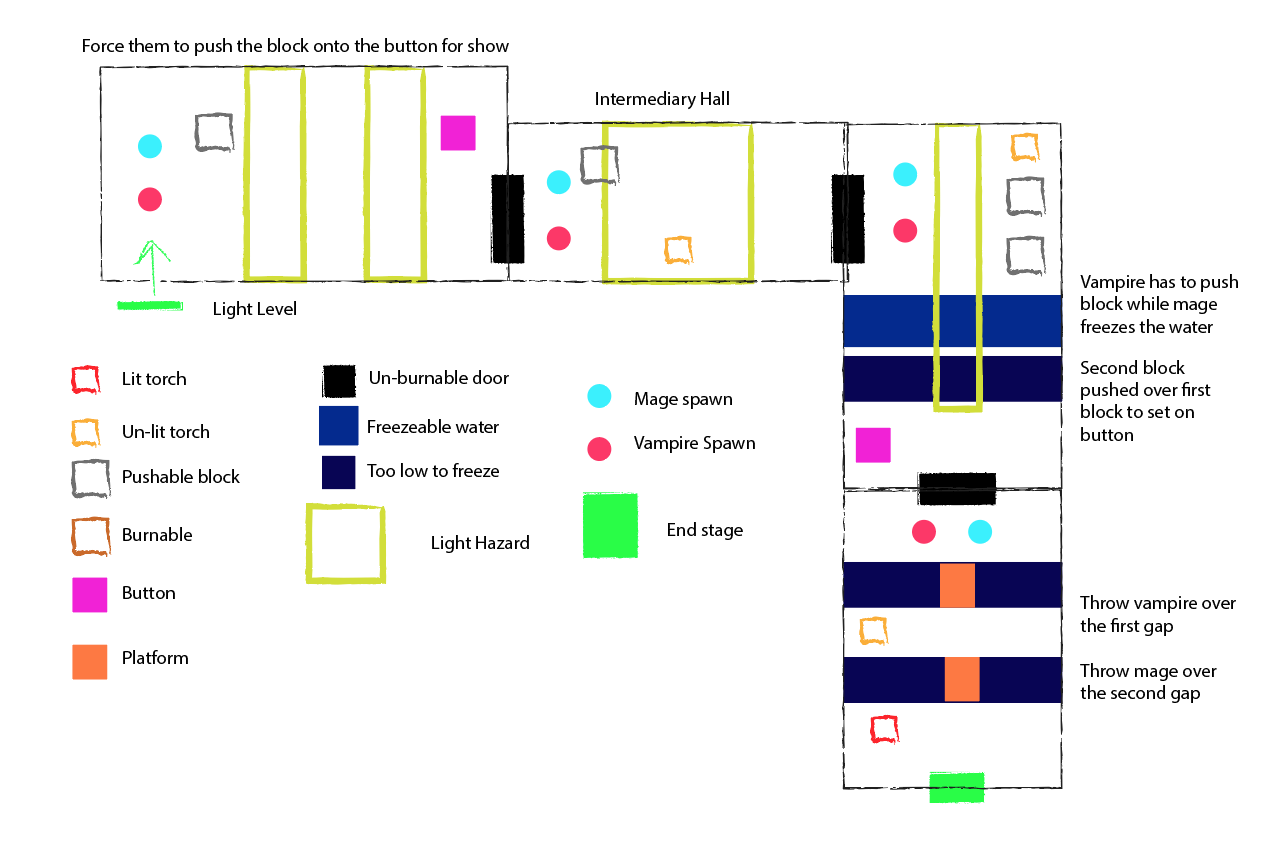 Force them to push the block onto the button for show
Intermediary Hall
Light Level
Vampire has to push
block while mage
freezes the water
Second block
pushed over first
block to set on
button
Lit torch
Un-lit torch
Pushable block
Burnable
Button
Platform
Un-burnable door
Freezeable water
Too low to freeze
Light Hazard
Mage spawn
Vampire Spawn
End stage
Throw vampire over
the first gap
Throw mage over
the second gap